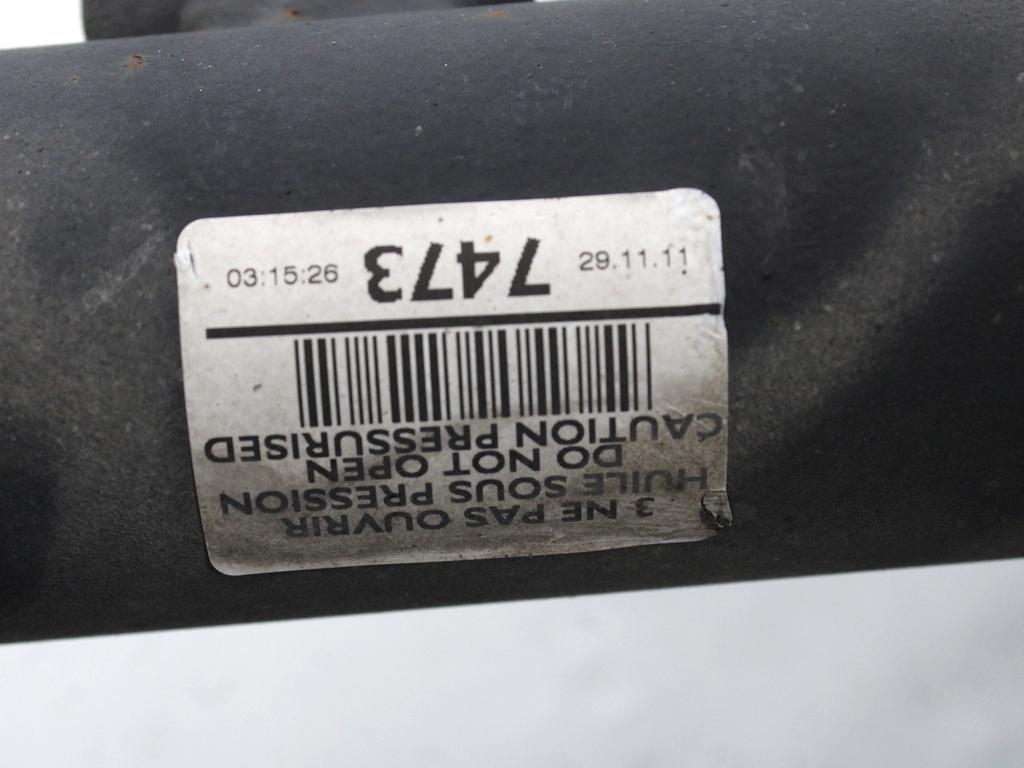 3 NE PAS OUVRIR
HUILE SOUS PRESSION
DO NOT OPEN
CAUTION PRESSURISED
03:15:26 7473 29.11.11